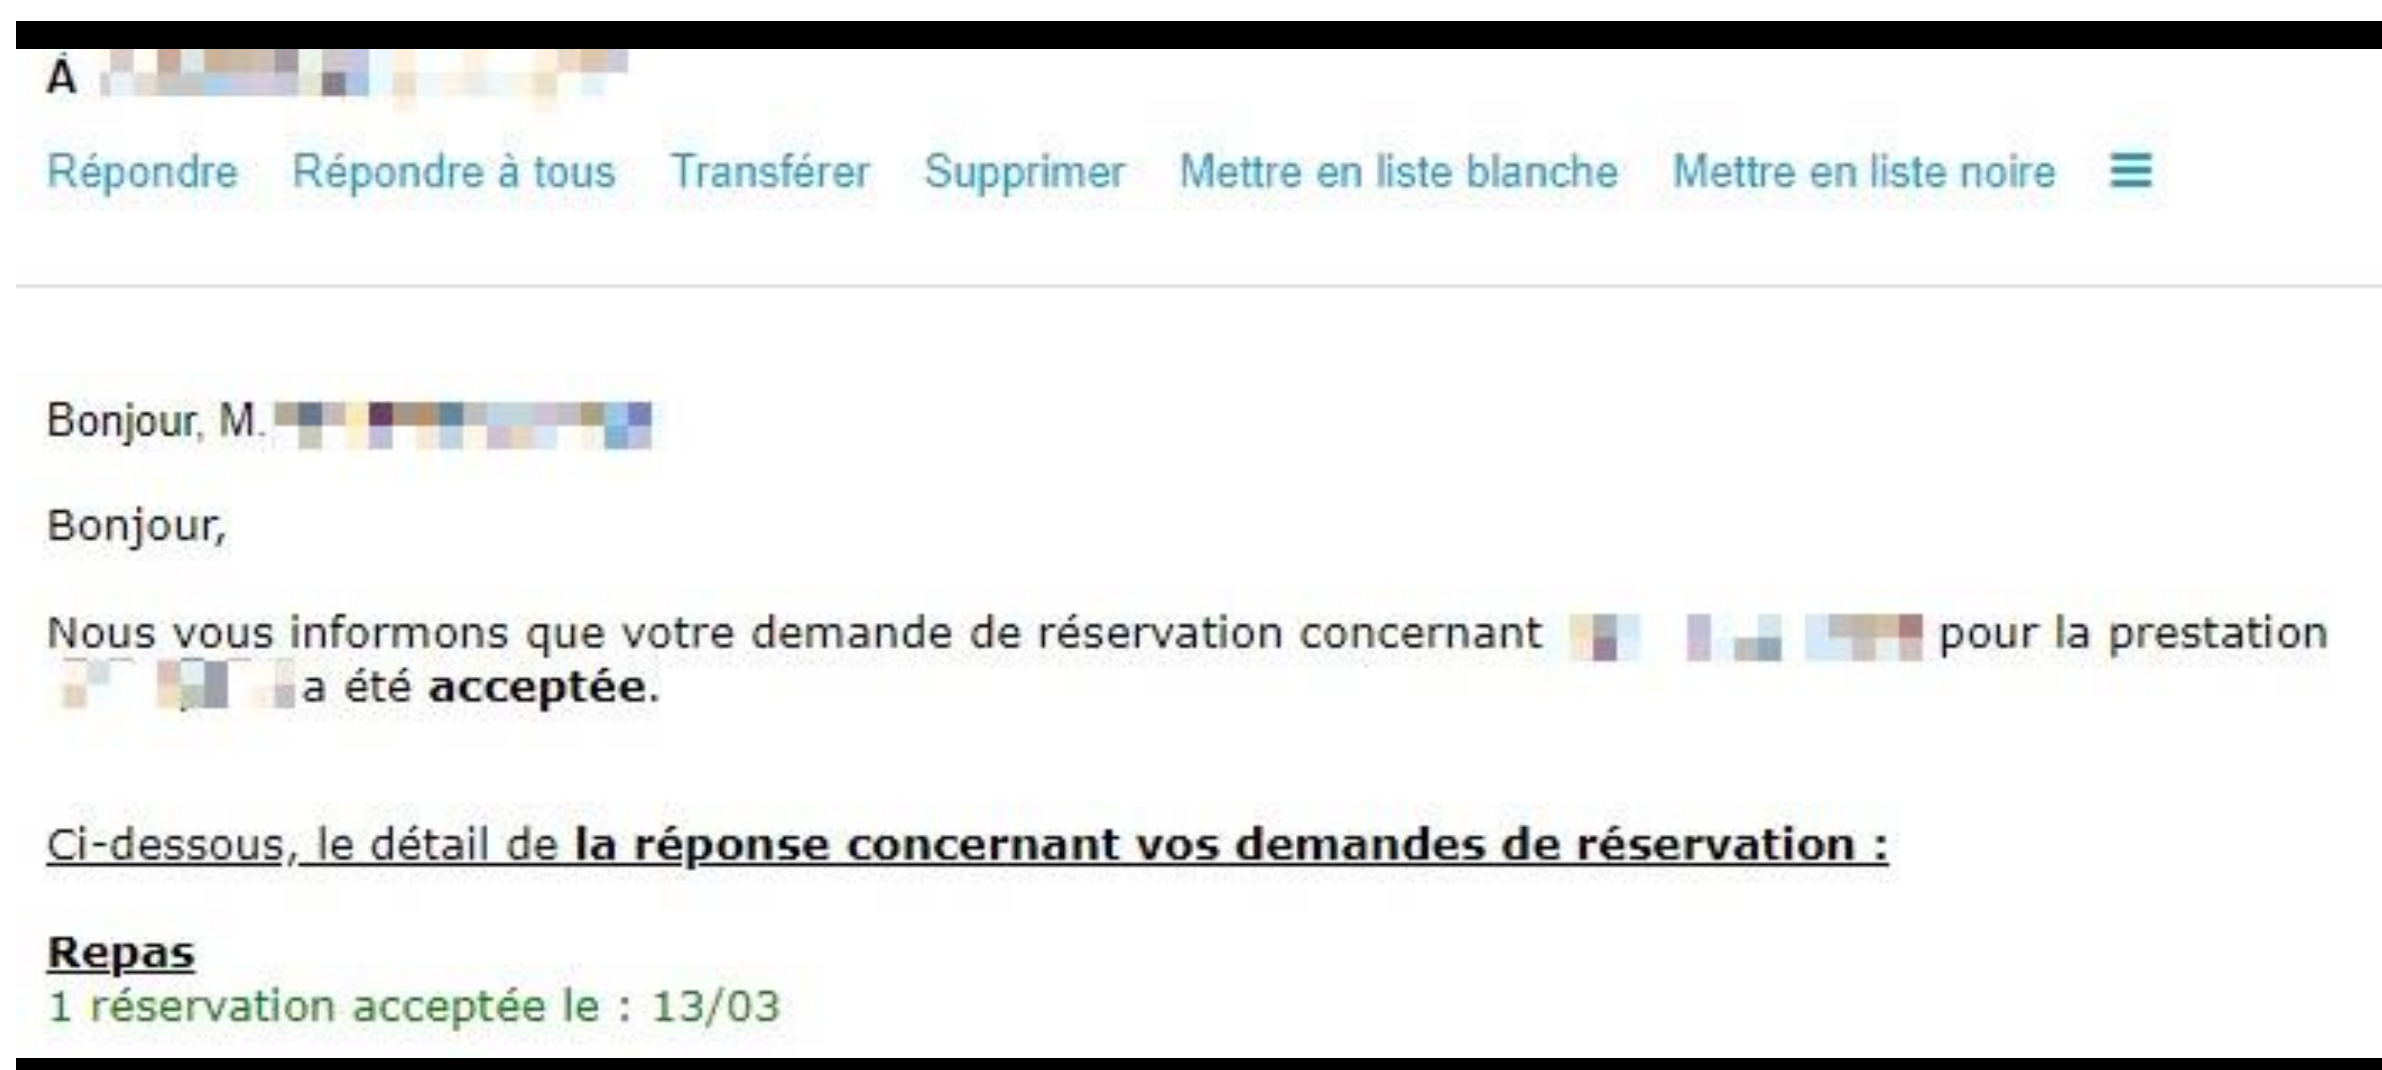 À
Répondre Répondre à tous Transférer Supprimer Mettre en liste blanche Mettre en liste noire
Bonjour, M.
Bonjour,
Nous vous informons que votre demande de réservation concernant pour la prestation
a été acceptée.
Ci-dessous, le détail de la réponse concernant vos demandes de réservation :
Repas
1 réservation acceptée le : 13/03